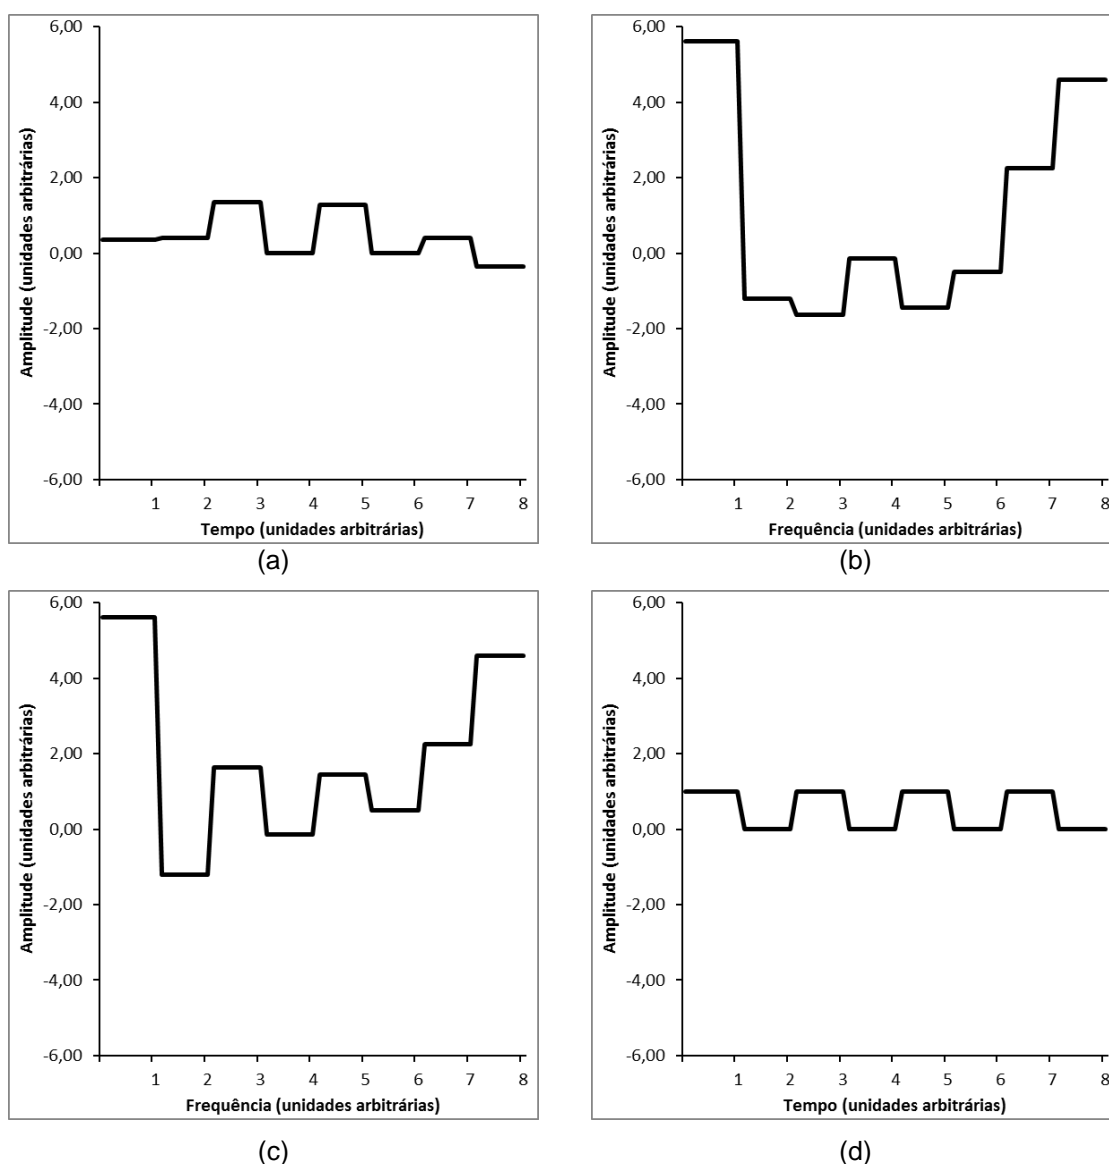 6,00
4,00
2,00
0,00
-2,00
-4,00
-6,00
Amplitude (unidades arbitrárias)
1 2 3 4 5 6 7 8
Tempo (unidades arbitrárias)
(a)
6,00
4,00
2,00
0,00
-2,00
-4,00
-6,00
Amplitude (unidades arbitrárias)
1 2 3 4 5 6 7 8
Frequência (unidades arbitrárias)
(b)
6,00
4,00
2,00
0,00
-2,00
-4,00
-6,00
Amplitude (unidades arbitrárias)
1 2 3 4 5 6 7 8
Frequência (unidades arbitrárias)
(c)
6,00
4,00
2,00
0,00
-2,00
-4,00
-6,00
Amplitude (unidades arbitrárias)
1 2 3 4 5 6 7 8
Tempo (unidades arbitrárias)
(d)